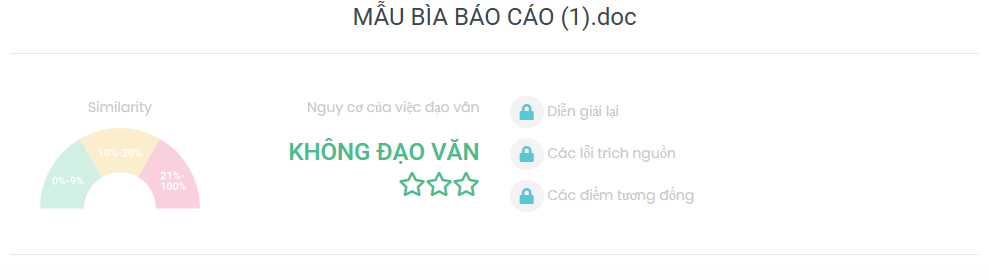 MẪU BÌA BÁO CÁO (1).doc
Similarity
0%-9%
10%-20%
21%-
100%
Nguy cơ của việc đạo văn
KHÔNG ĐẠO VĂN
Diễn giải lại
Các lỗi trích nguồn
Các điểm tương đồng